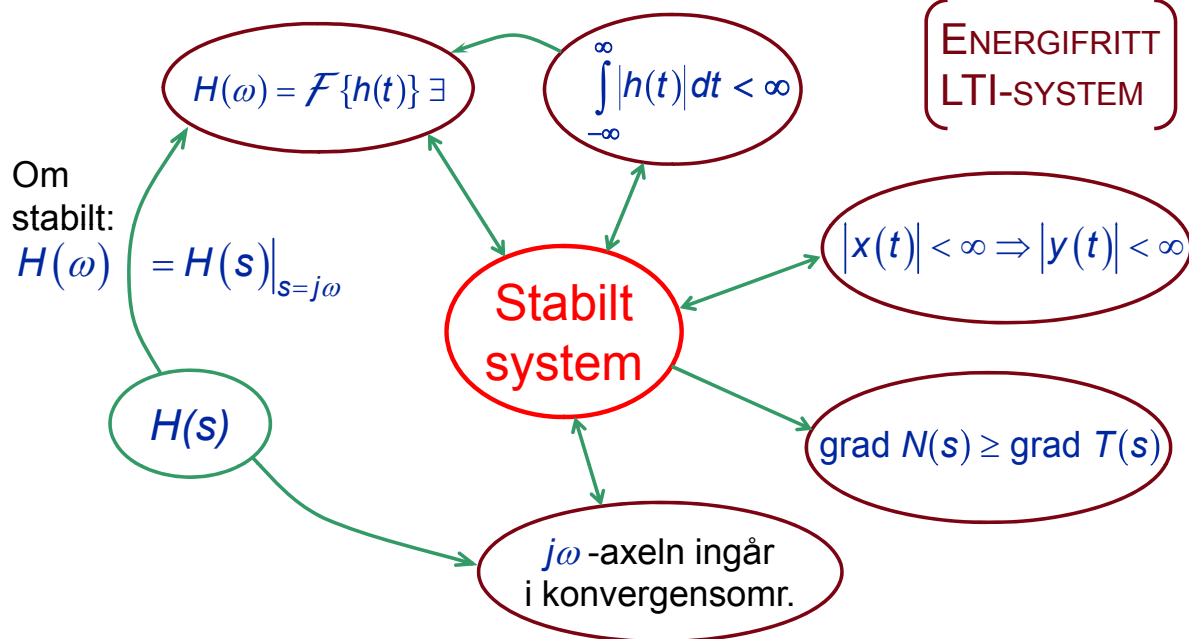 ENERGIFRITT
LTI-SYSTEM
H(ω) = ℱ{h(t)} ∃
∞
∫|h(t)|dt < ∞
−∞
Om
stabilt:
H(ω) = H(s)|s=jω
|x(t)| < ∞ ⇒ |y(t)| < ∞
Stabilt
system
H(s)
grad N(s) ≥ grad T(s)
jω -axeln ingår
i konvergensomr.